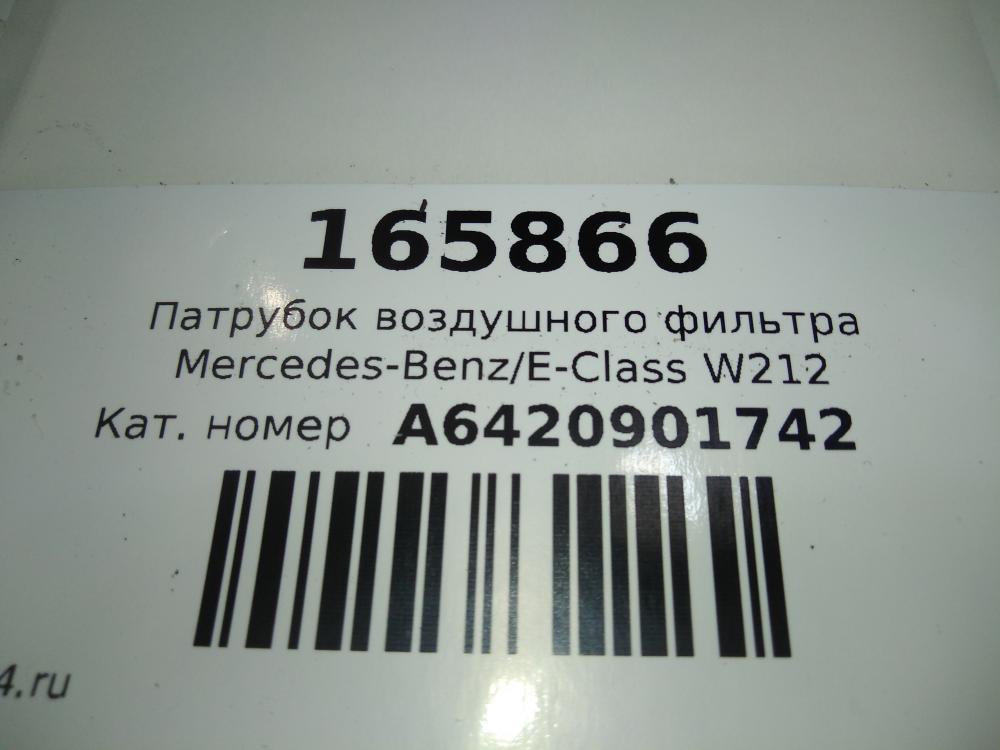 165866
Патрубок воздушного фильтра
Mercedes-Benz/E-Class W212
Кат. номер A6420901742
4.ru